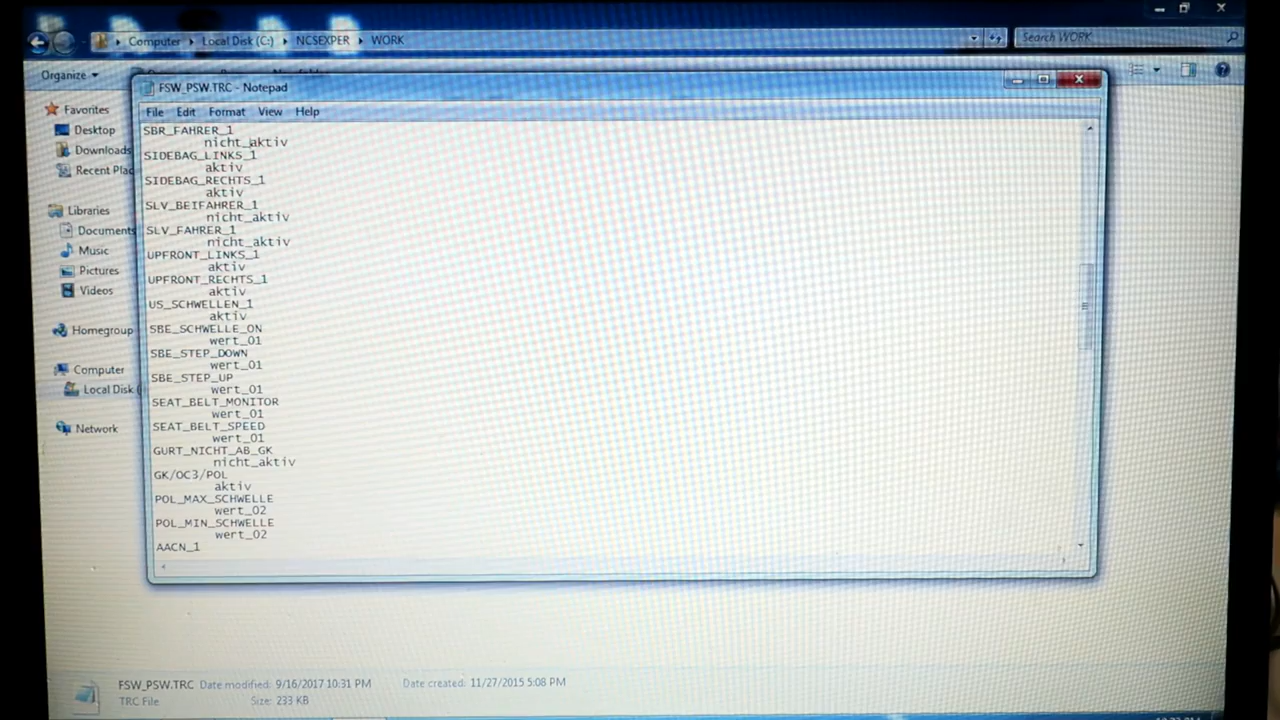 Computer ▸ Local Disk (C:) ▸ NCSEXPER ▸ WORK
Search WORK
Organize
FSW_PSW.TRC - Notepad
File Edit Format View Help
Favorites
Desktop
Downloads
Recent Plac
Libraries
Documents
Music
Pictures
Videos
Homegroup
Computer
Local Disk (
Network
SBR_FAHRER_1
nicht_aktiv
SIDEBAG_LINKS_1
aktiv
SIDEBAG_RECHTS_1
aktiv
SLV_BEIFAHRER_1
nicht_aktiv
SLV_FAHRER_1
nicht_aktiv
UPFRONT_LINKS_1
aktiv
UPFRONT_RECHTS_1
aktiv
US_SCHWELLEN_1
aktiv
SBE_SCHWELLE_ON
wert_01
SBE_STEP_DOWN
wert_01
SBE_STEP_UP
wert_01
SEAT_BELT_MONITOR
wert_01
SEAT_BELT_SPEED
wert_01
GURT_NICHT_AB_GK
nicht_aktiv
GK/OC3/POL
aktiv
POL_MAX_SCHWELLE
wert_02
POL_MIN_SCHWELLE
wert_02
AACN_1
FSW_PSW.TRC Date modified: 9/16/2017 10:31 PM Date created: 11/27/2015 5:08 PM
TRC File Size: 233 KB